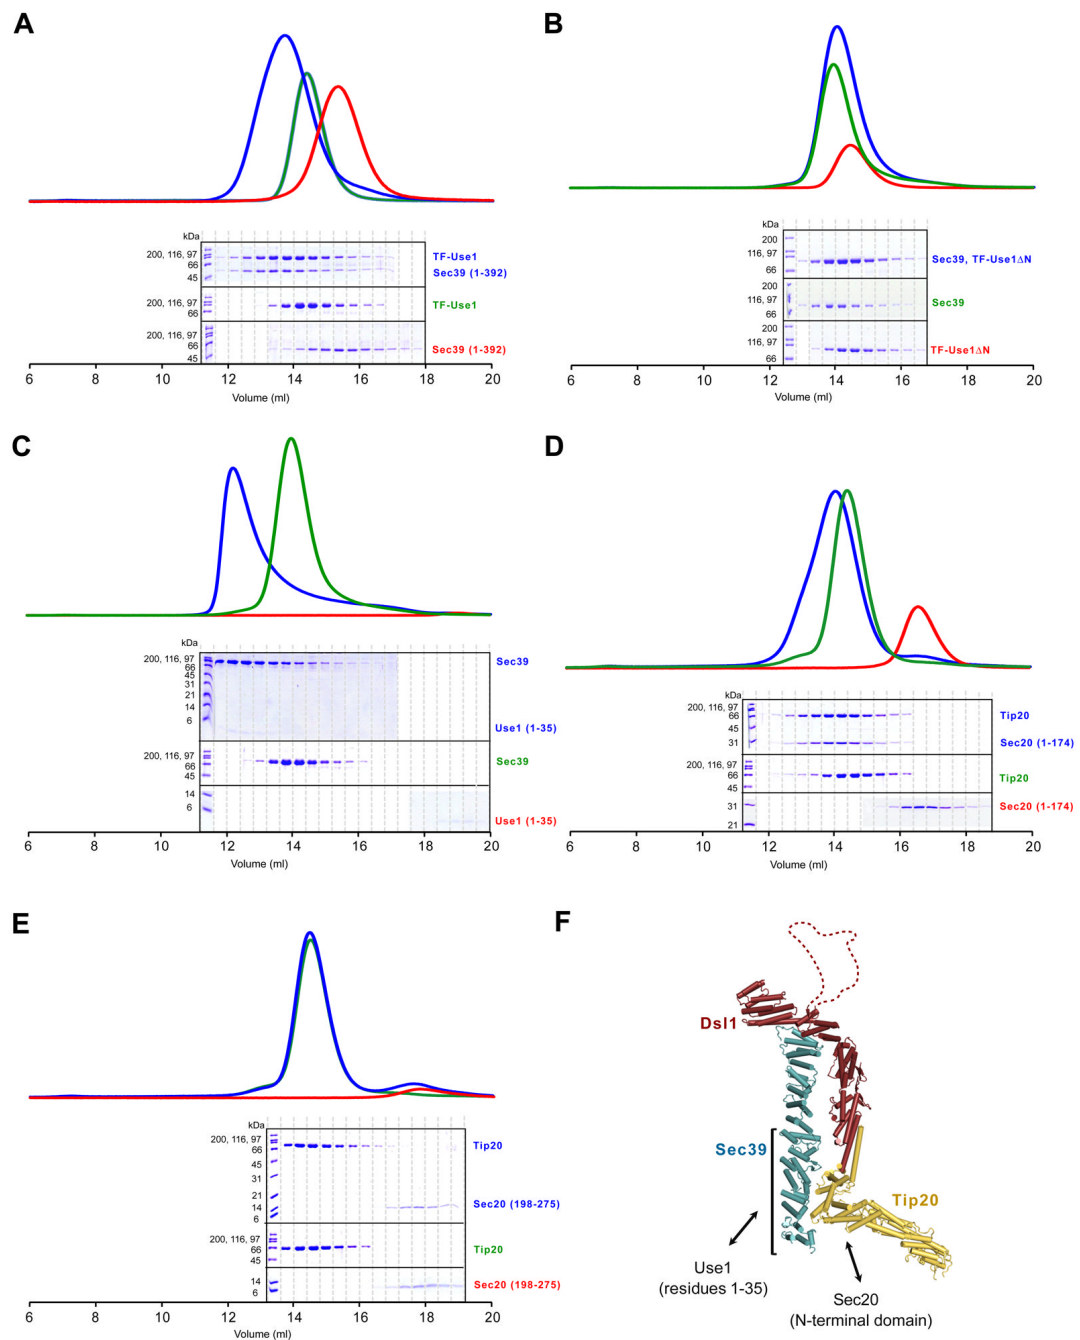 A
kDa
200, 116, 97
66
45
TF-Use1
Sec39 (1-392)
200, 116, 97
66
TF-Use1
200, 116, 97
66
45
Sec39 (1-392)
6 8 10 12 14 16 18 20
Volume (ml)
B
kDa
200
116, 97
66
Sec39, TF-Use1ΔN
200
116, 97
66
Sec39
200
116, 97
66
TF-Use1ΔN
6 8 10 12 14 16 18 20
Volume (ml)
C
kDa
200, 116, 97
66
45
31
21
14
6
Sec39
Use1 (1-35)
200, 116, 97
66
45
Sec39
14
6
Use1 (1-35)
6 8 10 12 14 16 18 20
Volume (ml)
D
kDa
200, 116, 97
66
45
31
Tip20
Sec20 (1-174)
200, 116, 97
66
45
Tip20
31
21
Sec20 (1-174)
6 8 10 12 14 16 18 20
Volume (ml)
E
kDa
200, 116, 97
66
45
31
21
14
6
Tip20
Sec20 (198-275)
200, 116, 97
66
45
Tip20
14
6
Sec20 (198-275)
6 8 10 12 14 16 18 20
Volume (ml)
F
Dsl1
Sec39
Tip20
Use1
(residues 1-35)
Sec20
(N-terminal domain)